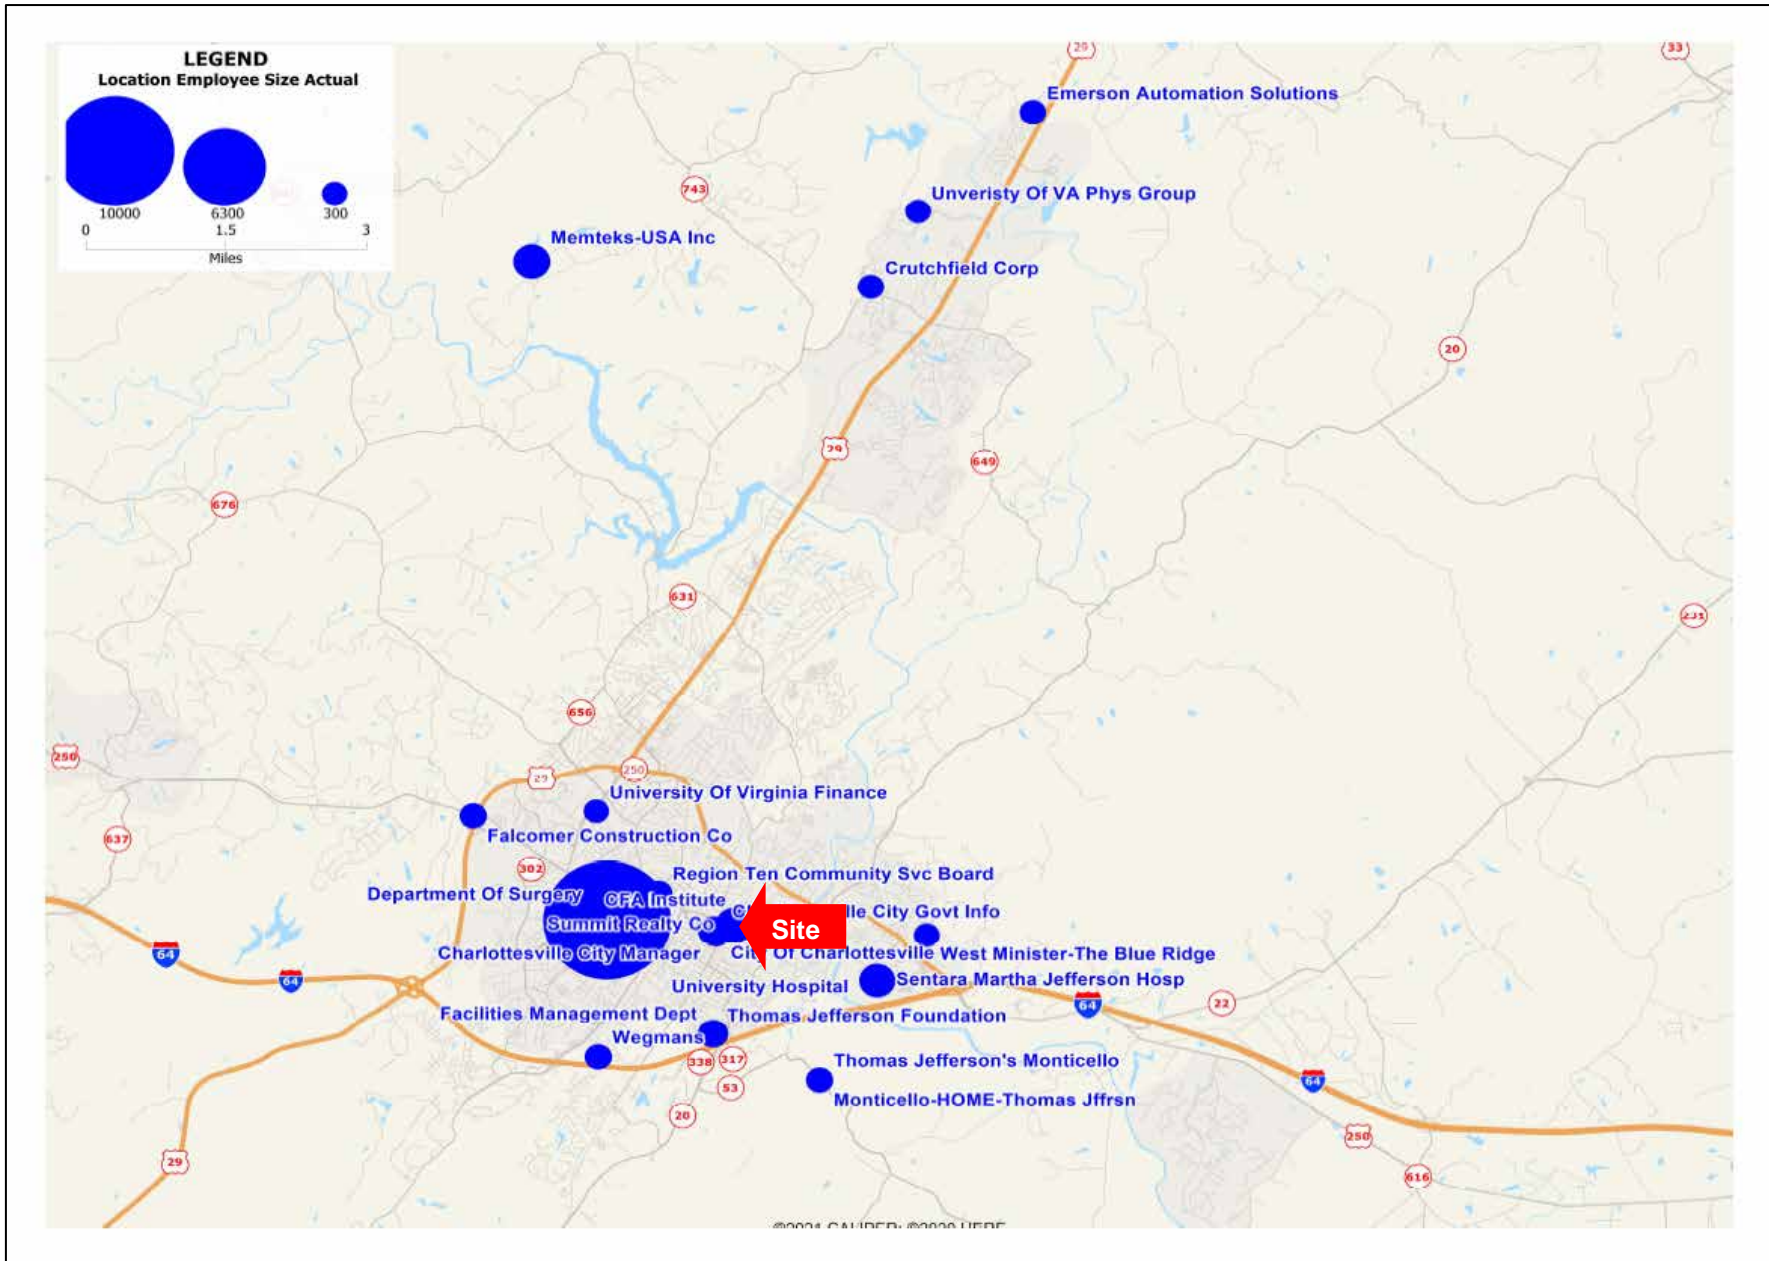 LEGEND
Location Employee Size Actual
10000 6300 300
0 1.5 3
Miles
29
33
Emerson Automation Solutions
743
Unveristy Of VA Phys Group
Memteks-USA Inc
Crutchfield Corp
20
29
649
676
631
231
656
250
29
250
University Of Virginia Finance
637
Falcomer Construction Co
302
Region Ten Community Svc Board
Department Of Surgery
CFA Institute
lle City Govt Info
Site
Summit Realty Co
Charlottesville City Manager
City Of Charlottesville
West Minister-The Blue Ridge
64
64
University Hospital
Sentara Martha Jefferson Hosp
64
22
Facilities Management Dept
Thomas Jefferson Foundation
Wegmans
338
317
Thomas Jefferson's Monticello
53
64
Monticello-HOME-Thomas Jffrsn
20
250
29
616